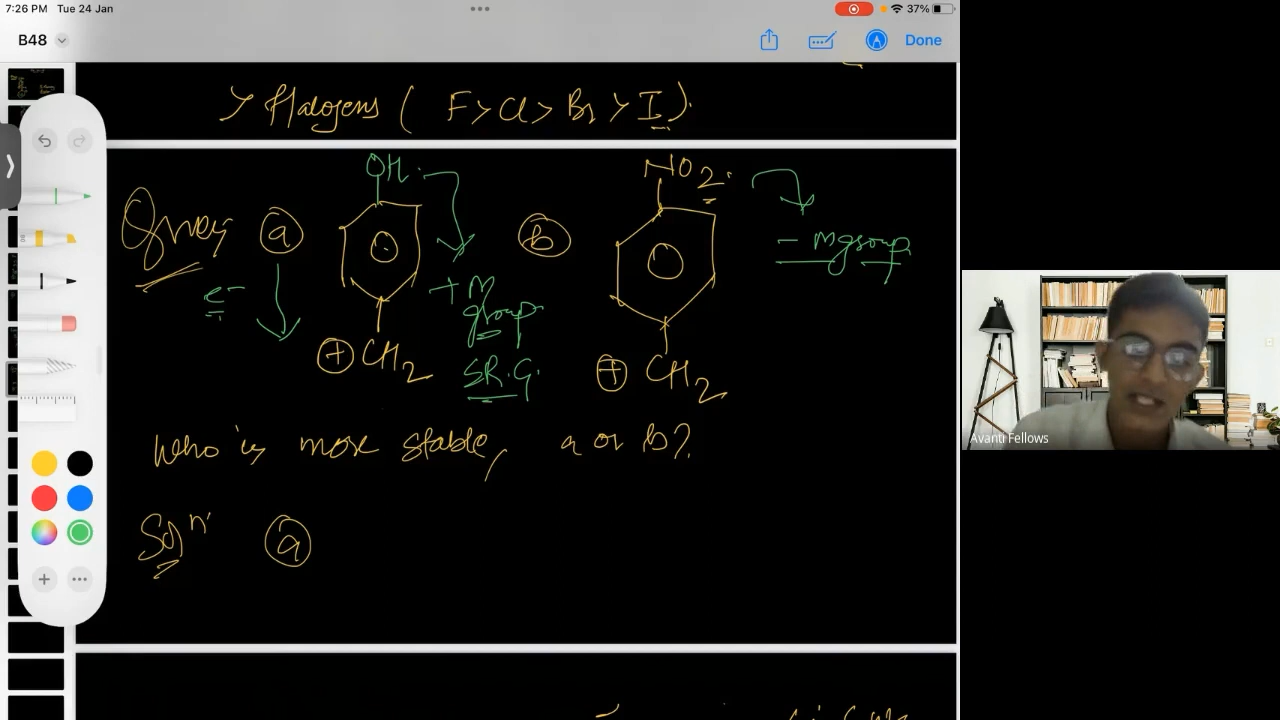 7:26 PM Tue 24 Jan
37%
B48
Done
> Halogens ( F > Cl > Br > I ).
OH
NO2
Ques a
b
- M group
e-
+ M
group
S.R.G.
+ CH2
+ CH2
Who is more stable, a or b?
Soln a
Avanti Fellows